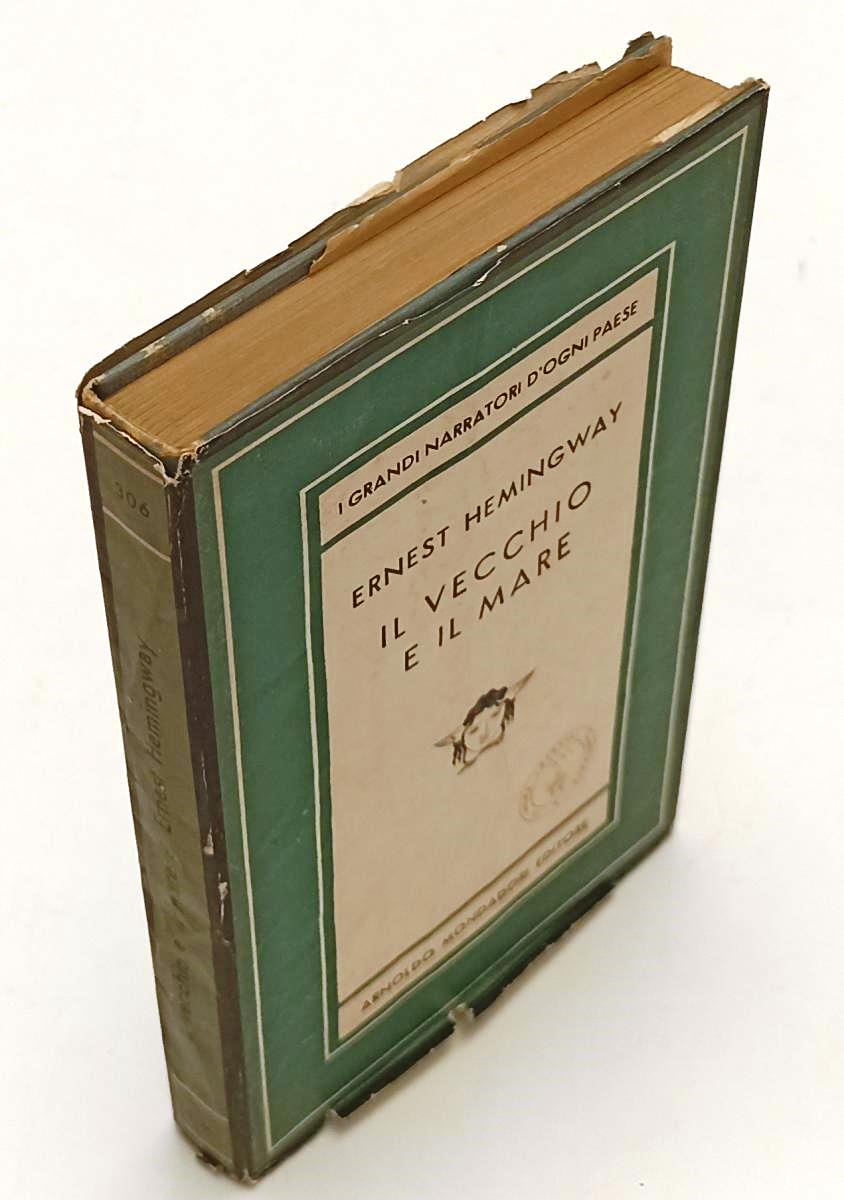 I GRANDI NARRATORI D'OGNI PAESE
ERNEST HEMINGWAY
IL VECCHIO
E IL MARE
ARNOLDO MONDADORI EDITORE
306
Ernest Hemingway